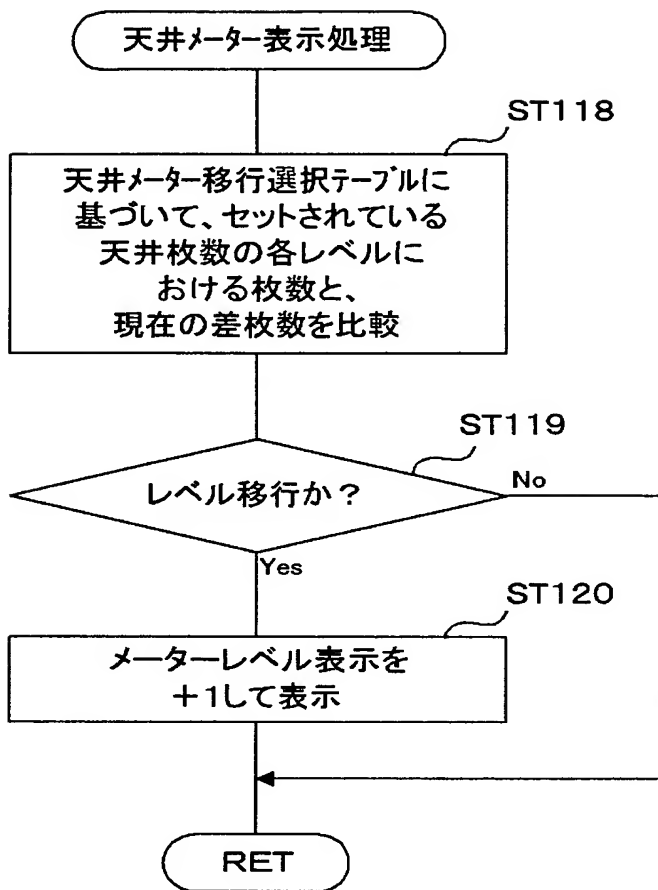 天井メーター表示処理
ST118
天井メーター移行選択テーブルに
基づいて、セットされている
天井枚数の各レベルに
おける枚数と、
現在の差枚数を比較
ST119
レベル移行か？
No
Yes
ST120
メーターレベル表示を
＋1して表示
RET